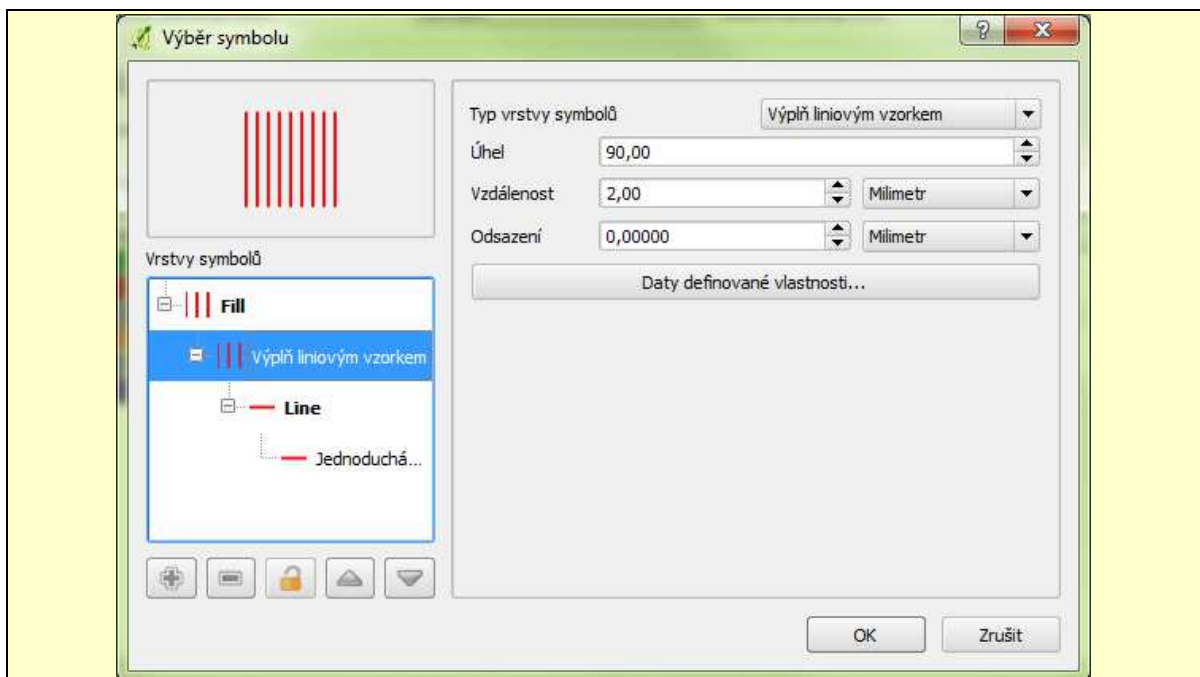 Výběr symbolu
Typ vrstvy symbolů Výplň liniovým vzorkem
Úhel 90,00
Vzdálenost 2,00 Milimetr
Odsazení 0,00000 Milimetr
Daty definované vlastnosti...
Vrstvy symbolů
Fill
Výplň liniovým vzorkem
Line
Jednoduchá...
OK Zrušit